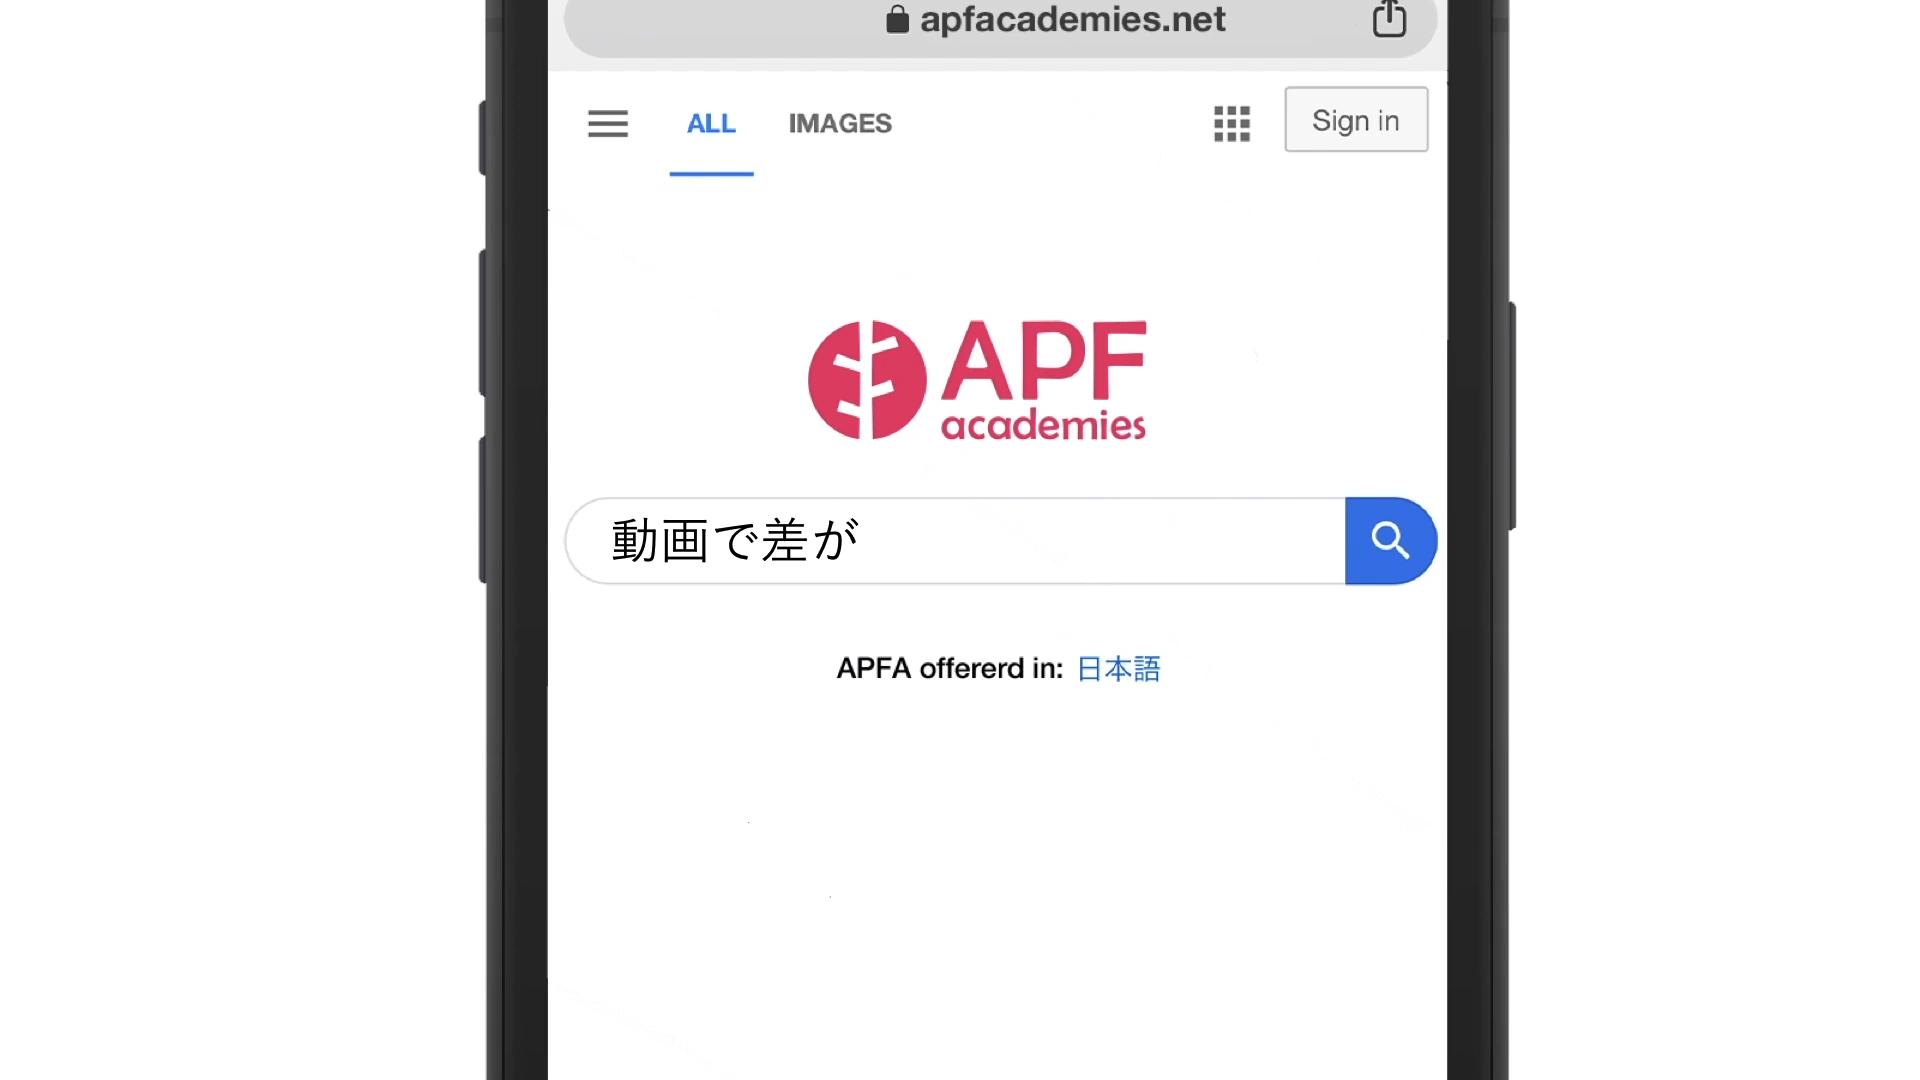 apfacademies.net
ALL IMAGES Sign in
APF
academies
動画で差が
APFA offererd in: 日本語